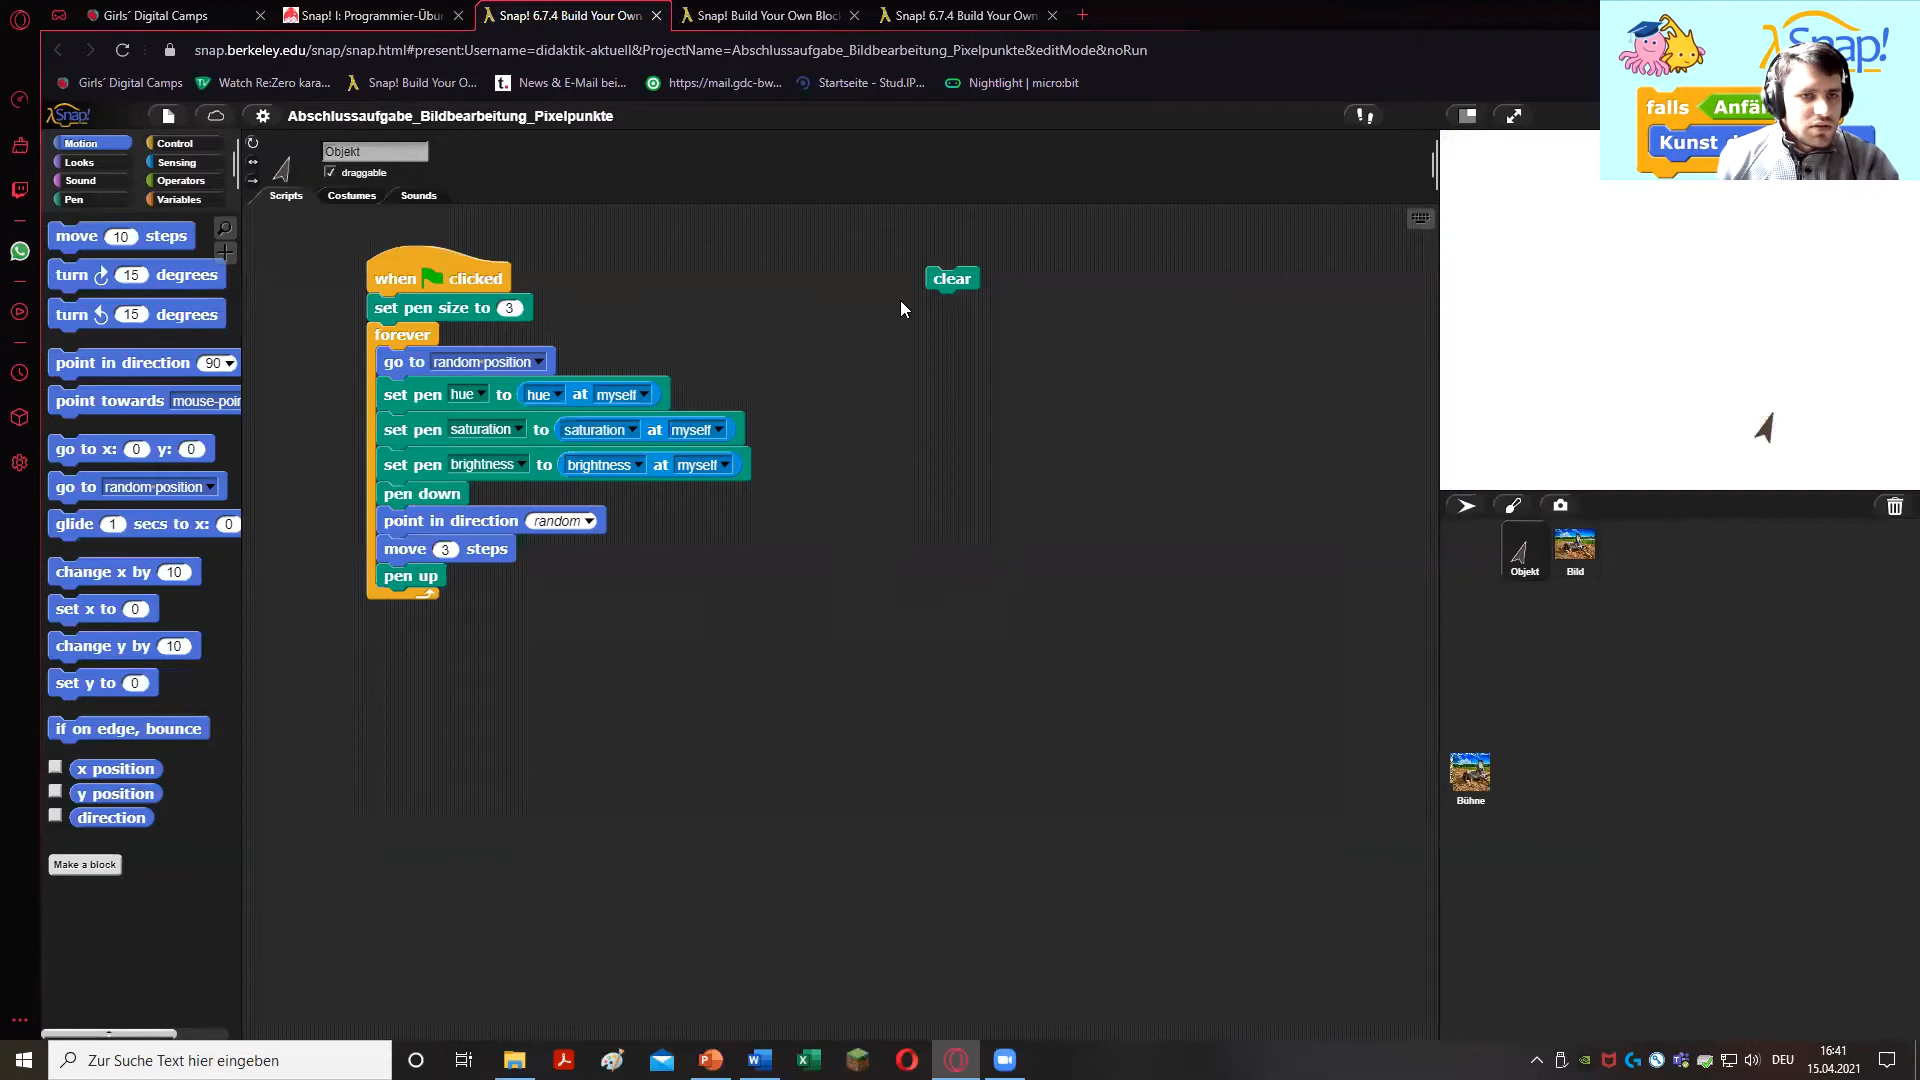 Girls´ Digital Camps
Snap! I: Programmier-Übu
Snap! 6.7.4 Build Your Own
Snap! Build Your Own Bloc
Snap! 6.7.4 Build Your Own
snap.berkeley.edu/snap/snap.html#present:Username=didaktik-aktuell&ProjectName=Abschlussaufgabe_Bildbearbeitung_Pixelpunkte&editMode&noRun
Girls´ Digital Camps
Watch Re:Zero kara...
Snap! Build Your O...
News & E-Mail bei...
https://mail.gdc-bw...
Startseite - Stud.IP...
Nightlight | micro:bit
Snap!
Abschlussaufgabe_Bildbearbeitung_Pixelpunkte
Motion
Control
Looks
Sensing
Sound
Operators
Pen
Variables
Objekt
draggable
Scripts
Costumes
Sounds
move 10 steps
turn 15 degrees
turn 15 degrees
point in direction 90
point towards mouse-poin
go to x: 0 y: 0
go to random position
glide 1 secs to x: 0
change x by 10
set x to 0
change y by 10
set y to 0
if on edge, bounce
x position
y position
direction
Make a block
when clicked
set pen size to 3
forever
go to random position
set pen hue to hue at myself
set pen saturation to saturation at myself
set pen brightness to brightness at myself
pen down
point in direction random
move 3 steps
pen up
clear
Snap!
falls
Kunst
Objekt
Bild
Bühne
Zur Suche Text hier eingeben
DEU
16:41
15.04.2021